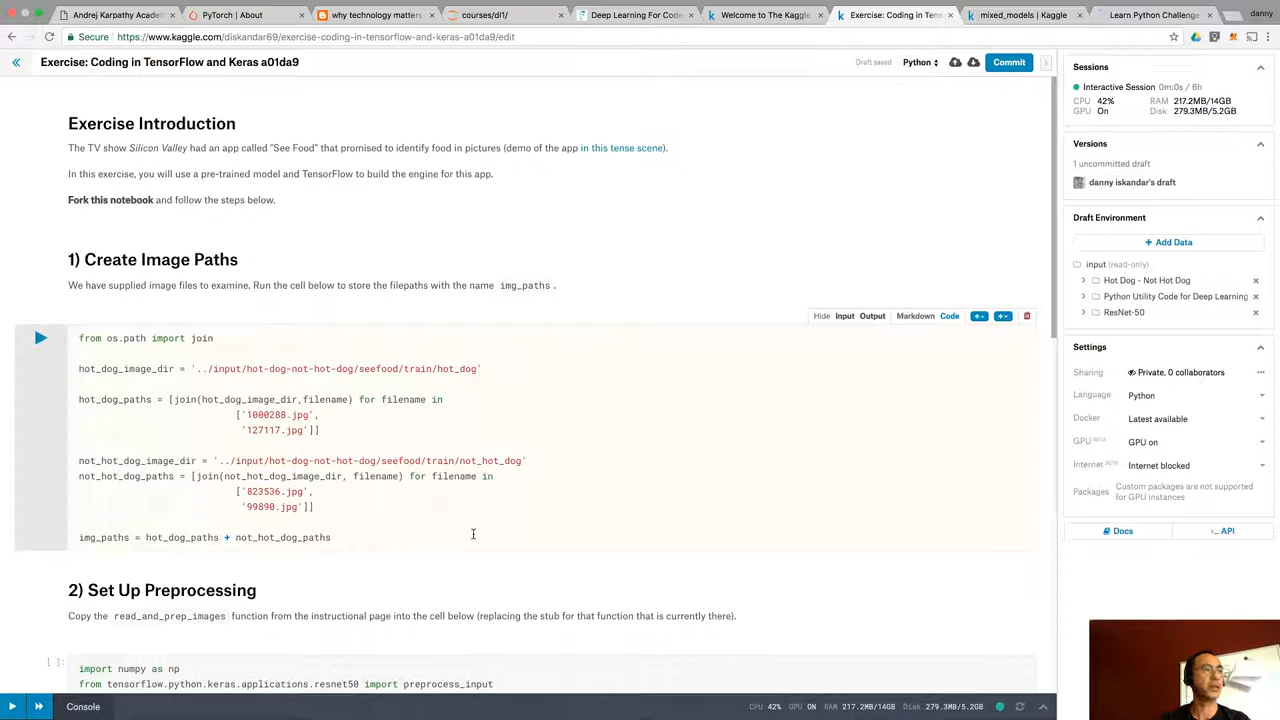 Andrej Karpathy Acade
PyTorch | About
why technology matters
courses/dl1/
Deep Learning For Code
Welcome to The Kaggle
Exercise: Coding in Tens
mixed_models | Kaggle
Learn Python Challenge
danny
Secure
https://www.kaggle.com/diskandar69/exercise-coding-in-tensorflow-and-keras-a01da9/edit
Exercise: Coding in TensorFlow and Keras a01da9
Draft saved
Python
Commit
Exercise Introduction
The TV show Silicon Valley had an app called "See Food" that promised to identify food in pictures (demo of the app in this tense scene).
In this exercise, you will use a pre-trained model and TensorFlow to build the engine for this app.
Fork this notebook and follow the steps below.
1) Create Image Paths
We have supplied image files to examine. Run the cell below to store the filepaths with the name img_paths .
Hide Input Output Markdown Code
from os.path import join
hot_dog_image_dir = '../input/hot-dog-not-hot-dog/seefood/train/hot_dog'
hot_dog_paths = [join(hot_dog_image_dir,filename) for filename in
['1000288.jpg',
'127117.jpg']]
not_hot_dog_image_dir = '../input/hot-dog-not-hot-dog/seefood/train/not_hot_dog'
not_hot_dog_paths = [join(not_hot_dog_image_dir, filename) for filename in
['823536.jpg',
'99890.jpg']]
img_paths = hot_dog_paths + not_hot_dog_paths
2) Set Up Preprocessing
Copy the read_and_prep_images function from the instructional page into the cell below (replacing the stub for that function that is currently there).
[ ]:
import numpy as np
from tensorflow.python.keras.applications.resnet50 import preprocess_input
Sessions
Interactive Session 0m:0s / 6h
CPU 42% RAM 217.2MB/14GB
GPU On Disk 279.3MB/5.2GB
Versions
1 uncommitted draft
danny iskandar's draft
Draft Environment
+ Add Data
input (read-only)
Hot Dog - Not Hot Dog
Python Utility Code for Deep Learning
ResNet-50
Settings
Sharing Private, 0 collaborators
Language Python
Docker Latest available
GPU BETA GPU on
Internet BETA Internet blocked
Packages Custom packages are not supported
for GPU instances
Docs
>_ API
Console
CPU 42% GPU ON RAM 217.2MB/14GB Disk 279.3MB/5.2GB